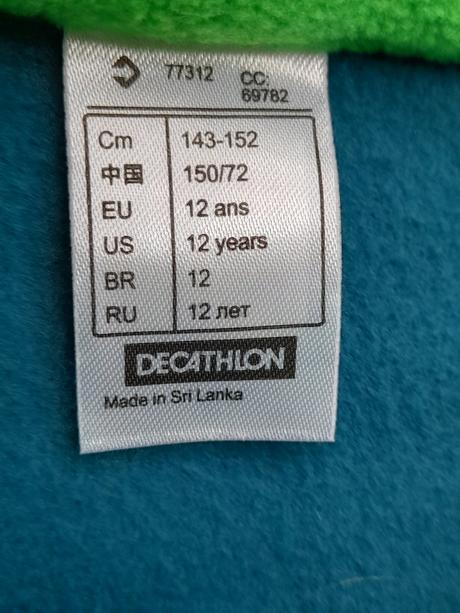 77312 CC:
69782
Cm 143-152
中国 150/72
EU 12 ans
US 12 years
BR 12
RU 12 лет
DECATHLON
Made in Sri Lanka